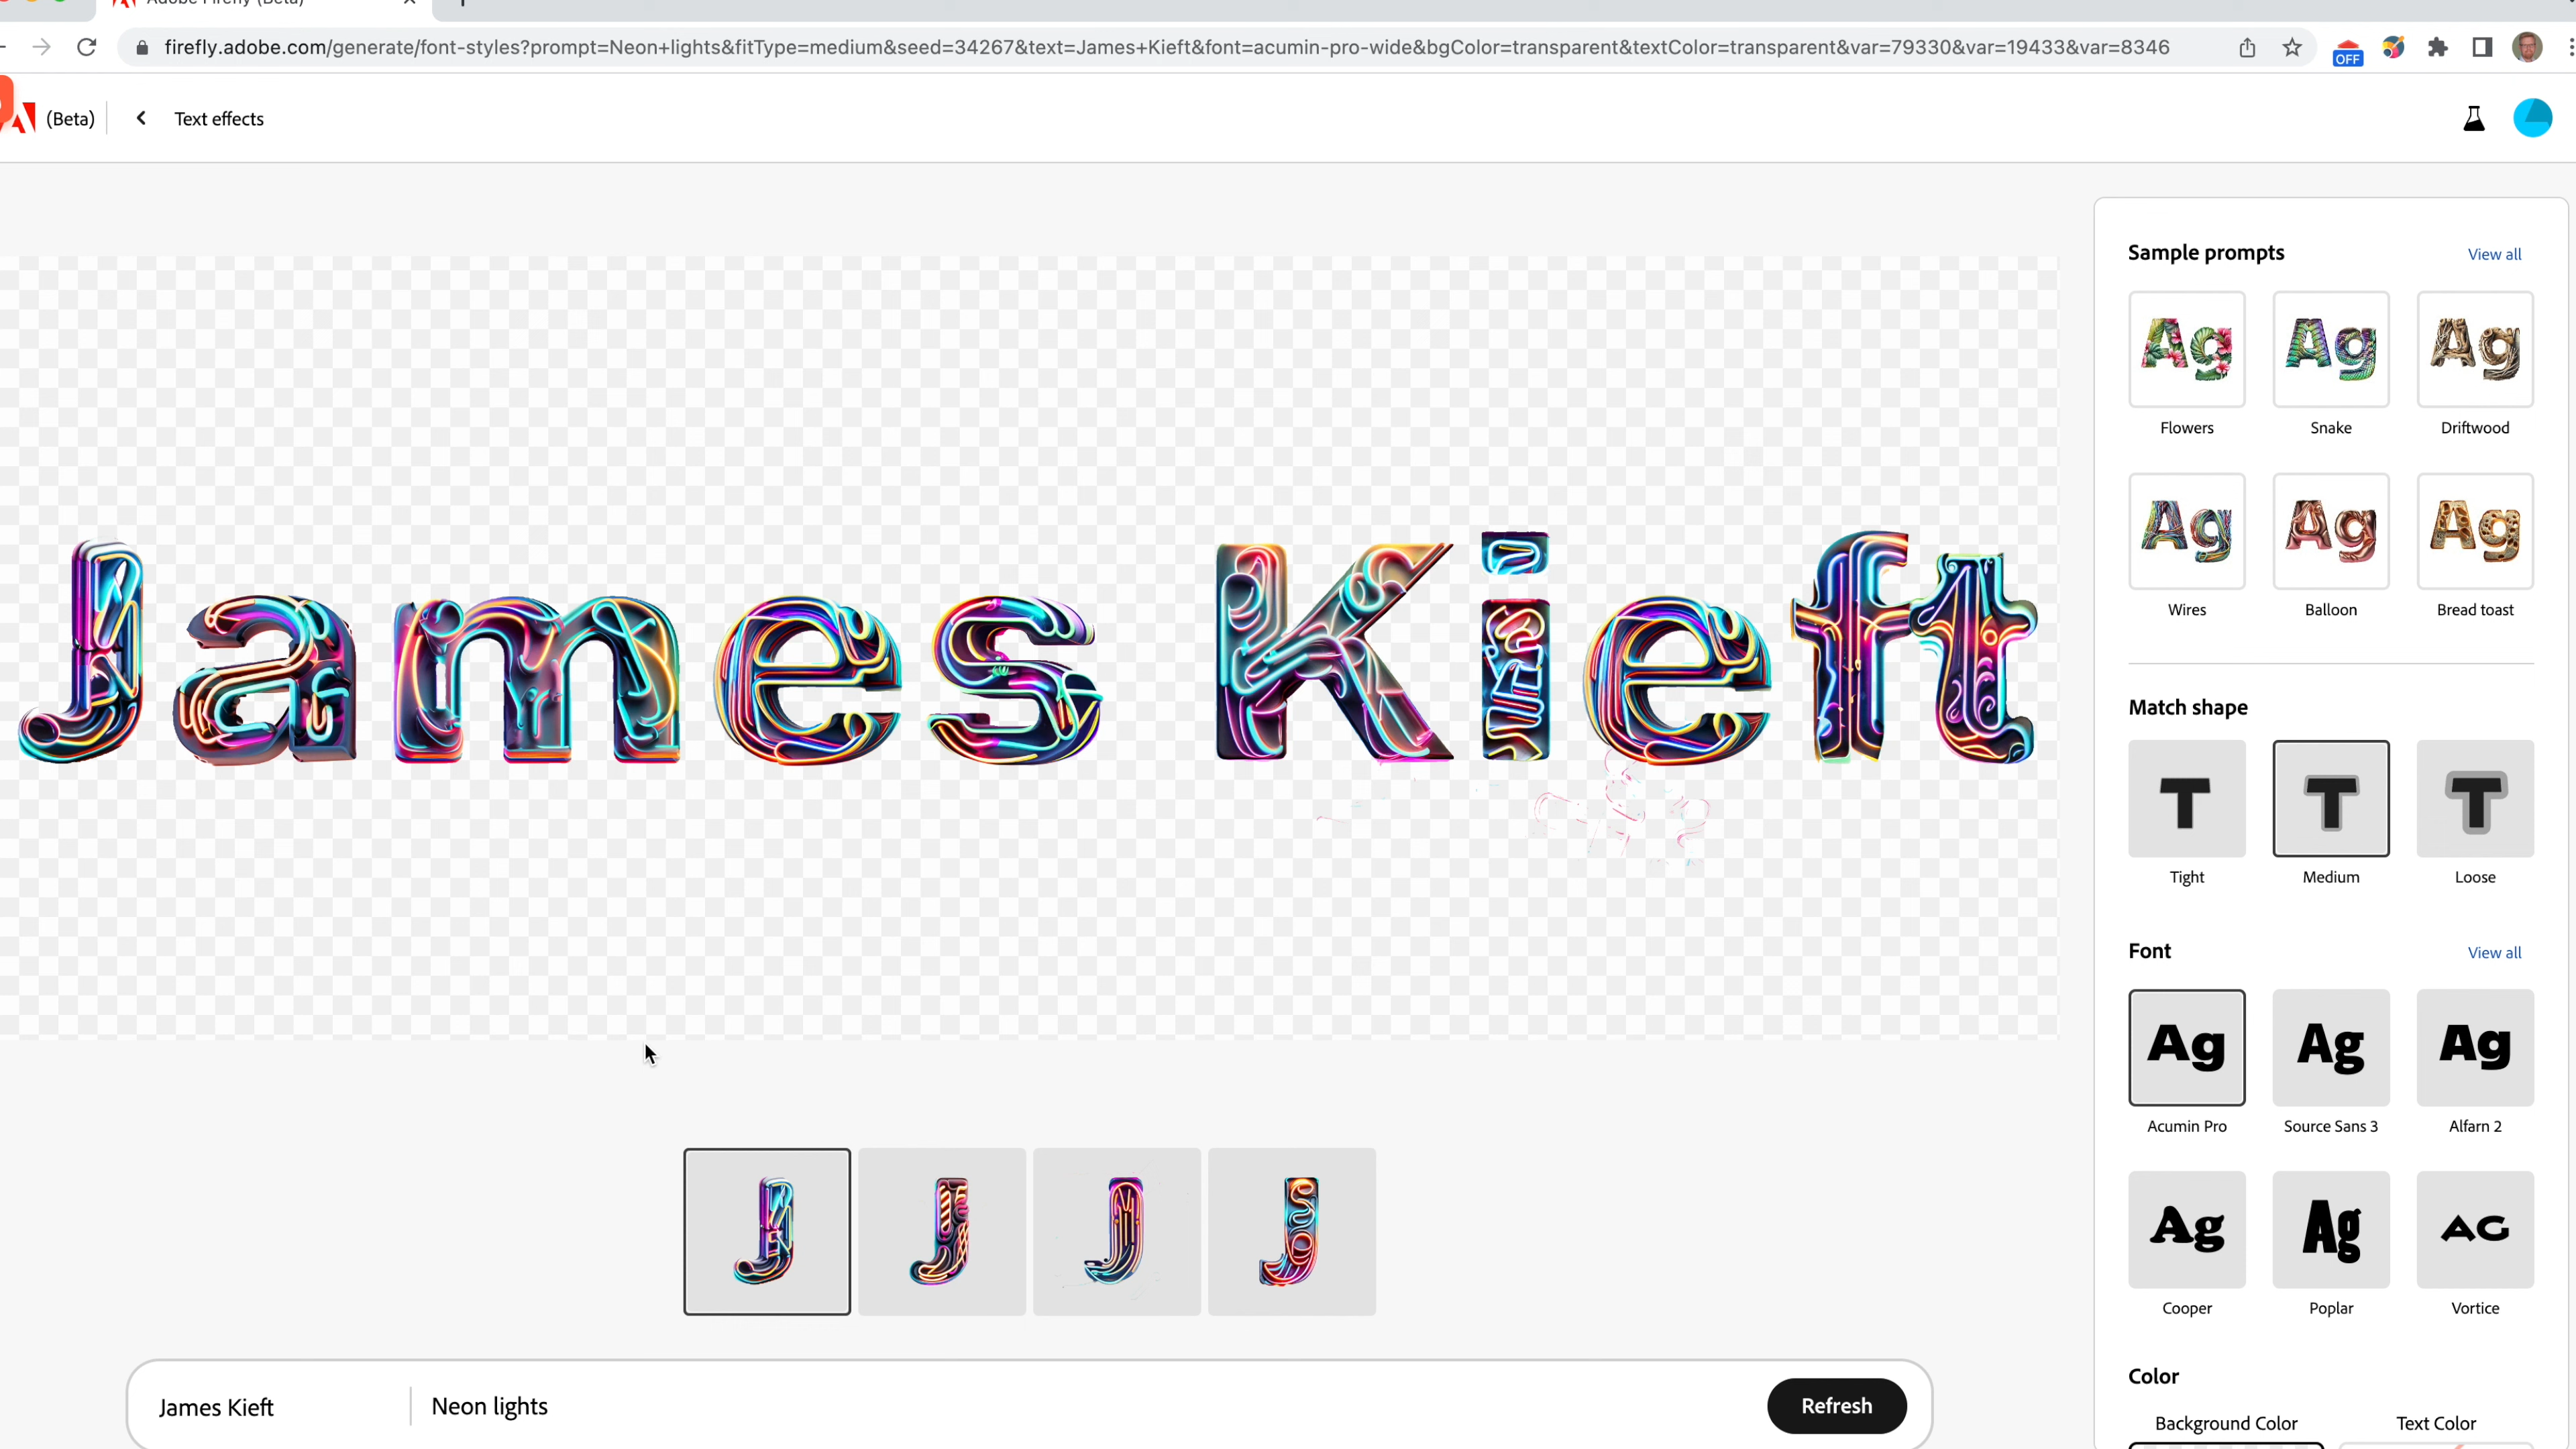 Adobe Firefly (Beta)
firefly.adobe.com/generate/font-styles?prompt=Neon+lights&fitType=medium&seed=34267&text=James+Kieft&font=acumin-pro-wide&bgColor=transparent&textColor=transparent&var=79330&var=19433&var=8346
OFF
(Beta)
Text effects
James Kieft
James Kieft
Neon lights
Refresh
Sample prompts
View all
Ag
Ag
Ag
Flowers
Snake
Driftwood
Ag
Ag
Ag
Wires
Balloon
Bread toast
Match shape
T
T
T
Tight
Medium
Loose
Font
View all
Ag
Ag
Ag
Acumin Pro
Source Sans 3
Alfarn 2
Ag
Ag
AG
Cooper
Poplar
Vortice
Color
Background Color
Text Color
J
J
J
J